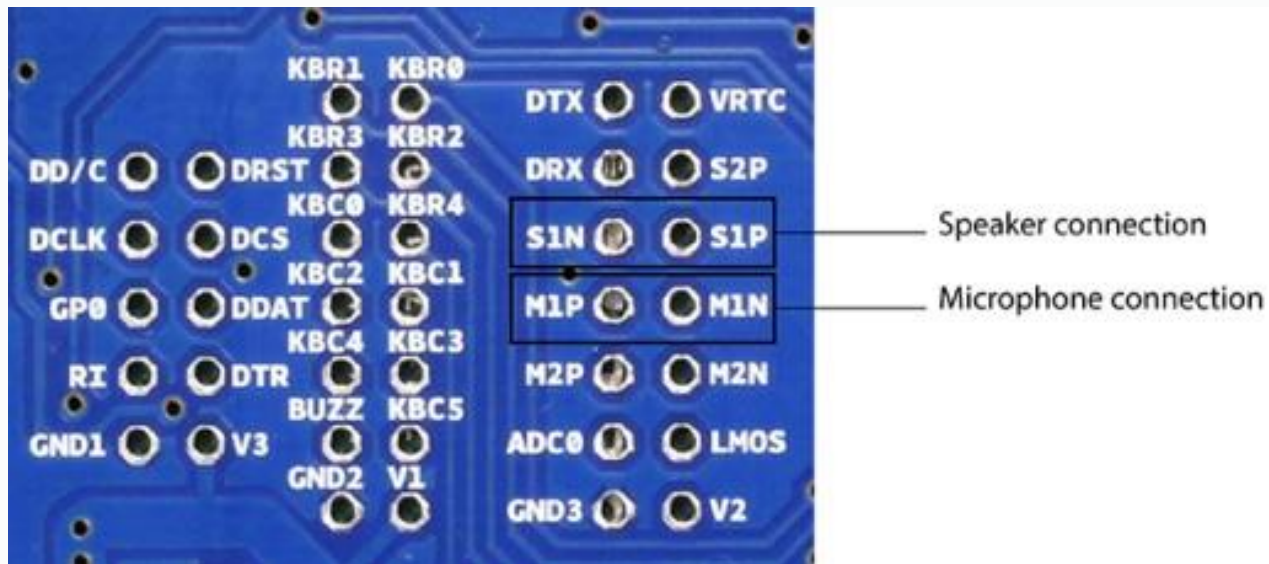 KBR1 KBR0
DTX VRTC
KBR3 KBR2
DD/C DRST DRX S2P
KBC0 KBR4
DCLK DCS S1N S1P Speaker connection
KBC2 KBC1
GP0 DDAT M1P M1N Microphone connection
KBC4 KBC3
RI DTR M2P M2N
BUZZ KBC5
GND1 V3 ADC0 LMOS
GND2 V1
GND3 V2